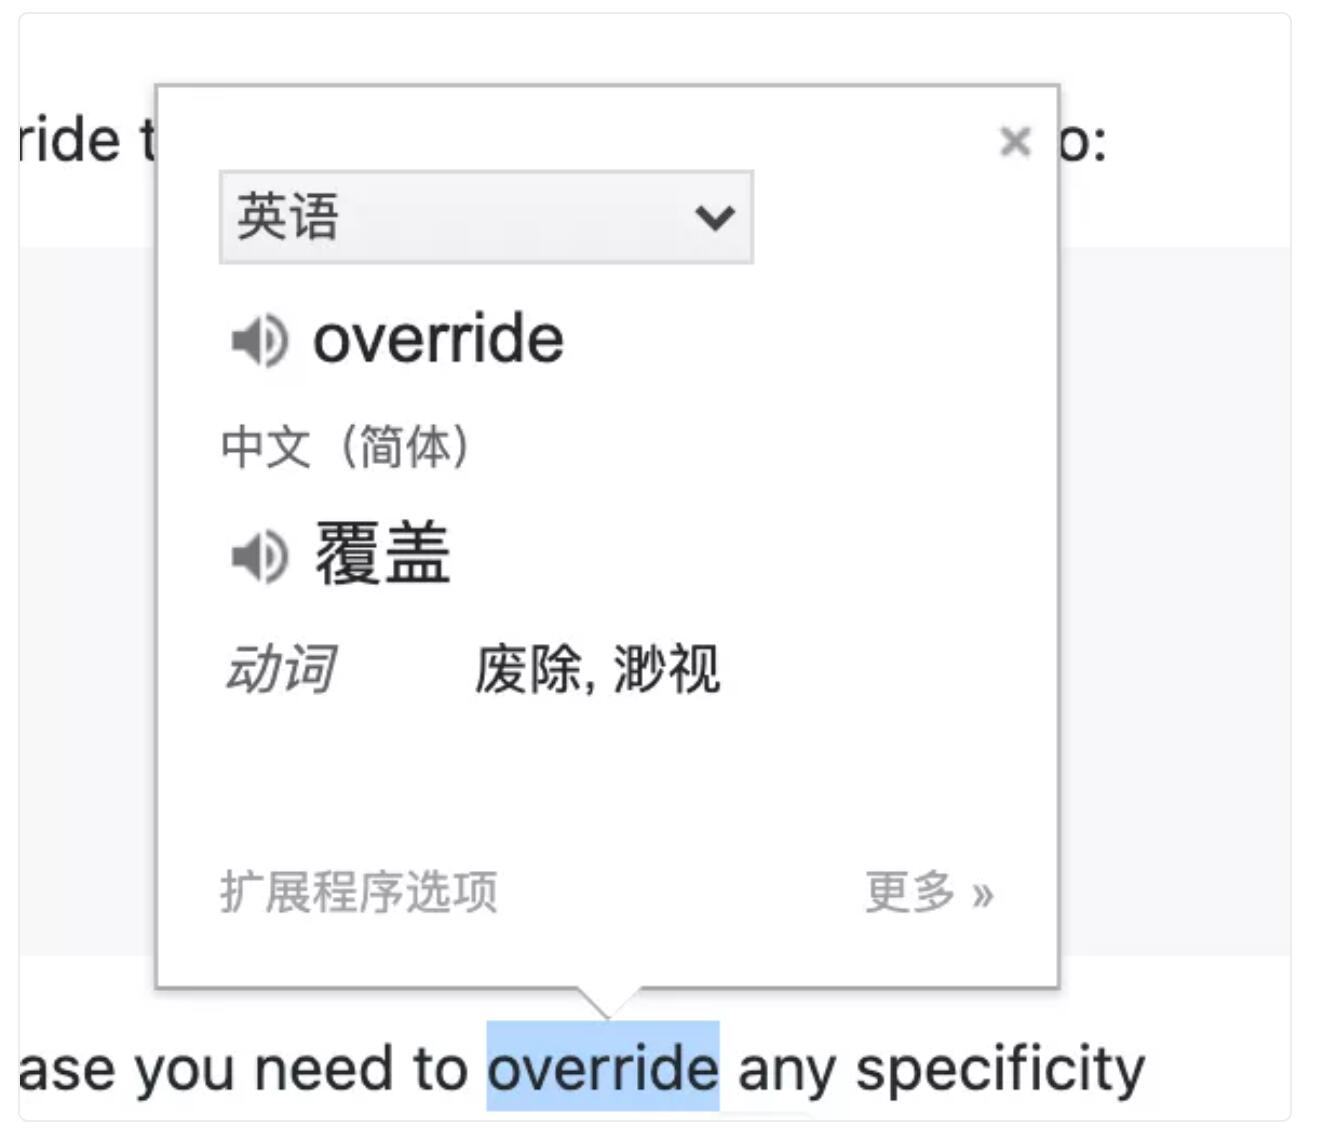 ride t
o:
英语
override
中文（简体）
覆盖
动词 废除, 渺视
扩展程序选项 更多 »
ase you need to override any specificity